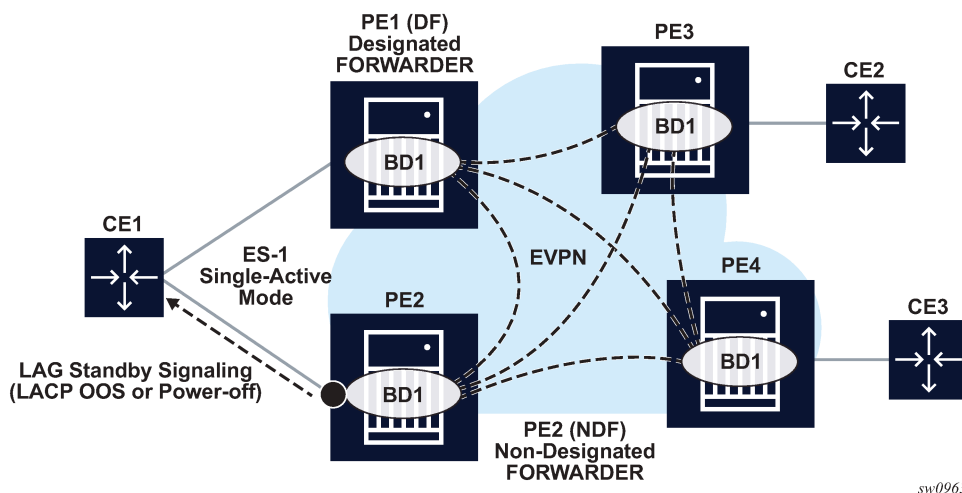 PE1 (DF)
Designated
FORWARDER
PE3
CE2
BD1
BD1
CE1
ES-1
Single-Active
Mode
EVPN
PE2
PE4
CE3
LAG Standby Signaling
(LACP OOS or Power-off)
BD1
BD1
PE2 (NDF)
Non-Designated
FORWARDER
sw096.